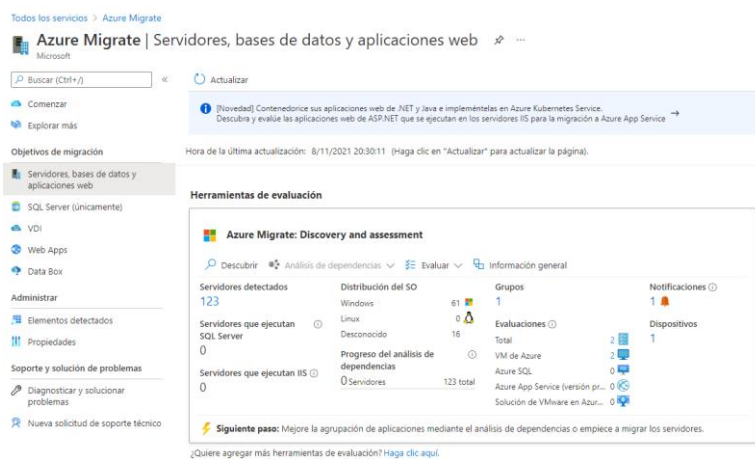 Todos los servicios > Azure Migrate
Azure Migrate | Servidores, bases de datos y aplicaciones web
Microsoft
Buscar (Ctrl+/)
Actualizar
Comenzar
Explorar más
[Novedad] Contenedorice sus aplicaciones web de .NET y Java e impleméntelas en Azure Kubernetes Service.
Descubra y evalúe las aplicaciones web de ASP.NET que se ejecutan en los servidores IIS para la migración a Azure App Service
Objetivos de migración
Servidores, bases de datos y
aplicaciones web
SQL Server (únicamente)
VDI
Web Apps
Data Box
Administrar
Elementos detectados
Propiedades
Soporte y solución de problemas
Diagnosticar y solucionar
problemas
Nueva solicitud de soporte técnico
Hora de la última actualización: 8/11/2021 20:30:11 (Haga clic en "Actualizar" para actualizar la página).
Herramientas de evaluación
Azure Migrate: Discovery and assessment
Descubrir Análisis de dependencias Evaluar Información general
Servidores detectados
123
Servidores que ejecutan
SQL Server
0
Servidores que ejecutan IIS
0
Distribución del SO
Windows 61
Linux 0
Desconocido 16
Progreso del análisis de
dependencias
0 Servidores 123 total
Grupos
1
Evaluaciones
Total 2
VM de Azure 2
Azure SQL 0
Azure App Service (versión pr... 0
Solución de VMware en Azur... 0
Notificaciones
1
Dispositivos
1
Siguiente paso: Mejore la agrupación de aplicaciones mediante el análisis de dependencias o empiece a migrar los servidores.
¿Quiere agregar más herramientas de evaluación? Haga clic aquí.